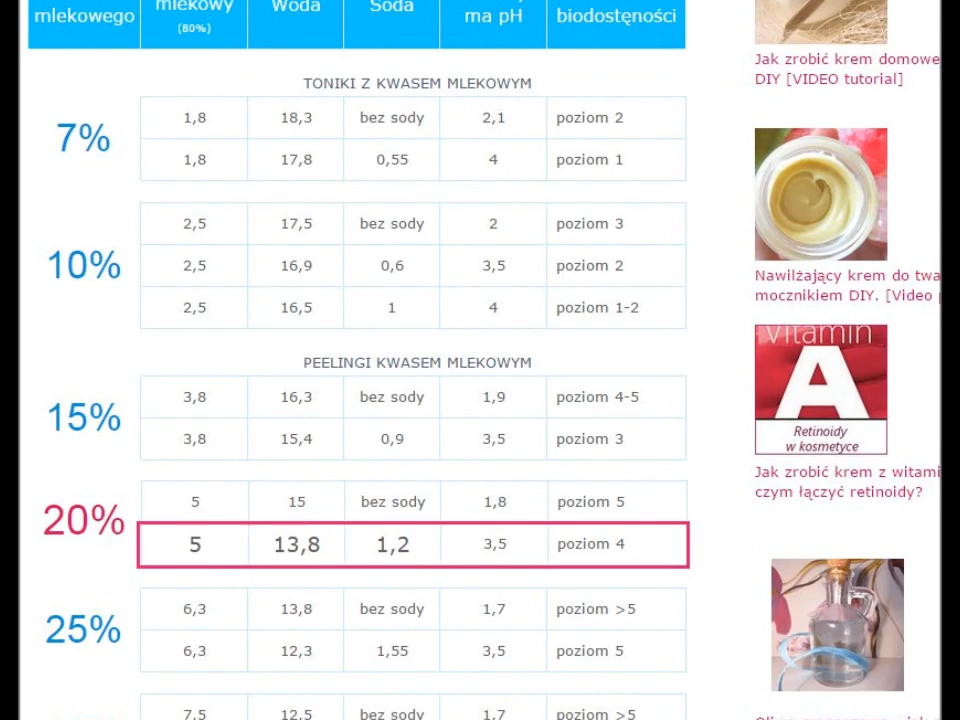 mlekowego mlekowy (80%) Woda Soda ma pH biodostęności
TONIKI Z KWASEM MLEKOWYM
7%
1,8 18,3 bez sody 2,1 poziom 2
1,8 17,8 0,55 4 poziom 1
10%
2,5 17,5 bez sody 2 poziom 3
2,5 16,9 0,6 3,5 poziom 2
2,5 16,5 1 4 poziom 1-2
PEELINGI KWASEM MLEKOWYM
15%
3,8 16,3 bez sody 1,9 poziom 4-5
3,8 15,4 0,9 3,5 poziom 3
20%
5 15 bez sody 1,8 poziom 5
5 13,8 1,2 3,5 poziom 4
25%
6,3 13,8 bez sody 1,7 poziom >5
6,3 12,3 1,55 3,5 poziom 5
7,5 12,5 bez sody 1,7 poziom >5
Jak zrobić krem domowe
DIY [VIDEO tutorial]
Nawilżający krem do twa
mocznikiem DIY. [Video
Vitamin
A
Retinoidy
w kosmetyce
Jak zrobić krem z witami
czym łączyć retinoidy?